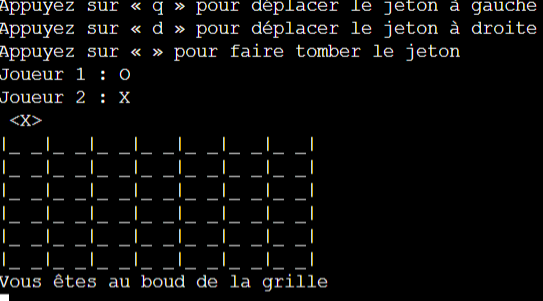 Appuyez sur « q » pour déplacer le jeton à gauche
Appuyez sur « d » pour déplacer le jeton à droite
Appuyez sur « » pour faire tomber le jeton
Joueur 1 : O
Joueur 2 : X
<X>
|_ _|_ _|_ _|_ _|_ _|_ _|_ _|
|_ _|_ _|_ _|_ _|_ _|_ _|_ _|
|_ _|_ _|_ _|_ _|_ _|_ _|_ _|
|_ _|_ _|_ _|_ _|_ _|_ _|_ _|
|_ _|_ _|_ _|_ _|_ _|_ _|_ _|
|_ _|_ _|_ _|_ _|_ _|_ _|_ _|
Vous êtes au boud de la grille